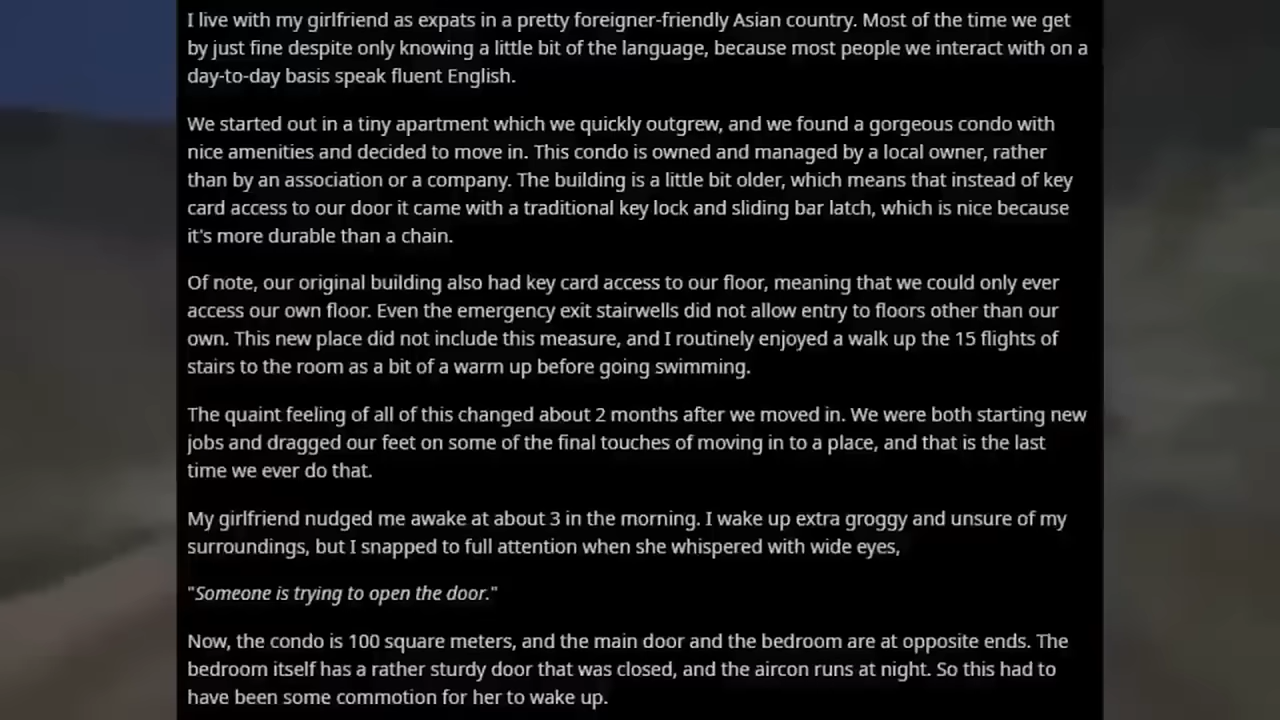 I live with my girlfriend as expats in a pretty foreigner-friendly Asian country. Most of the time we get
by just fine despite only knowing a little bit of the language, because most people we interact with on a
day-to-day basis speak fluent English.
We started out in a tiny apartment which we quickly outgrew, and we found a gorgeous condo with
nice amenities and decided to move in. This condo is owned and managed by a local owner, rather
than by an association or a company. The building is a little bit older, which means that instead of key
card access to our door it came with a traditional key lock and sliding bar latch, which is nice because
it's more durable than a chain.
Of note, our original building also had key card access to our floor, meaning that we could only ever
access our own floor. Even the emergency exit stairwells did not allow entry to floors other than our
own. This new place did not include this measure, and I routinely enjoyed a walk up the 15 flights of
stairs to the room as a bit of a warm up before going swimming.
The quaint feeling of all of this changed about 2 months after we moved in. We were both starting new
jobs and dragged our feet on some of the final touches of moving in to a place, and that is the last
time we ever do that.
My girlfriend nudged me awake at about 3 in the morning. I wake up extra groggy and unsure of my
surroundings, but I snapped to full attention when she whispered with wide eyes,
"Someone is trying to open the door."
Now, the condo is 100 square meters, and the main door and the bedroom are at opposite ends. The
bedroom itself has a rather sturdy door that was closed, and the aircon runs at night. So this had to
have been some commotion for her to wake up.